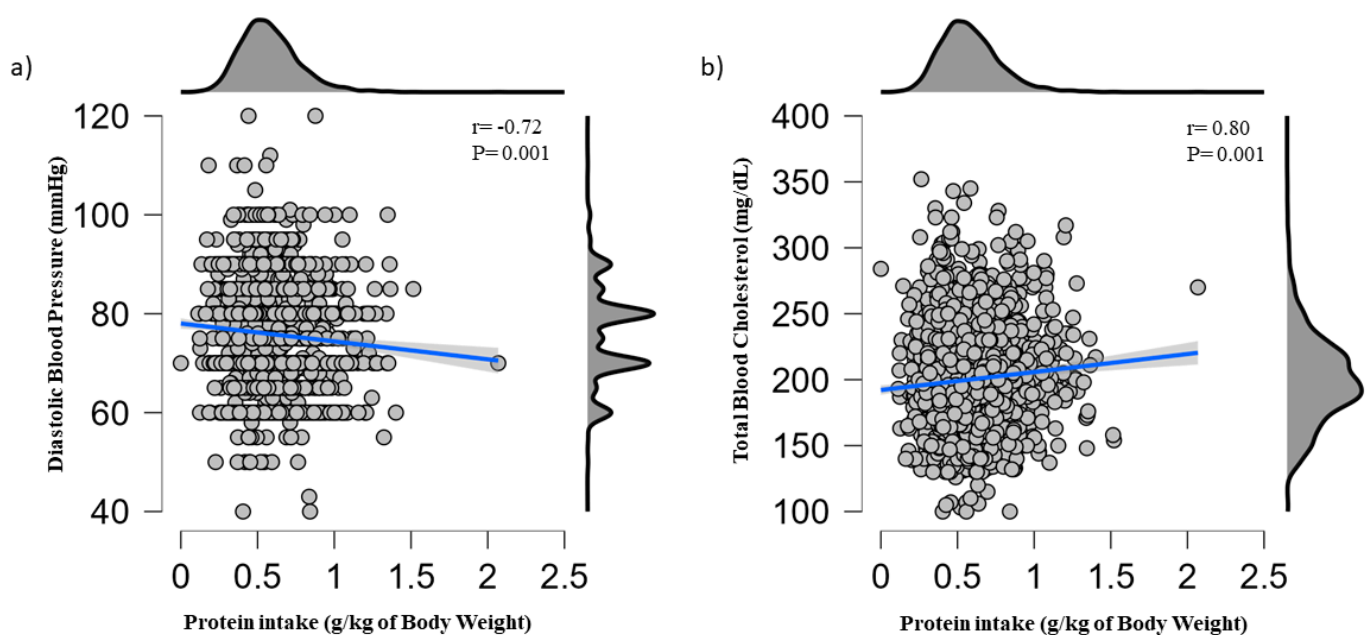 a)
120
100
80
60
40
Diastolic Blood Pressure (mmHg)
r= -0.72
P= 0.001
0 0.5 1 1.5 2 2.5
Protein intake (g/kg of Body Weight)
b)
400
350
300
250
200
150
100
Total Blood Cholesterol (mg/dL)
r= 0.80
P= 0.001
0 0.5 1 1.5 2 2.5
Protein intake (g/kg of Body Weight)